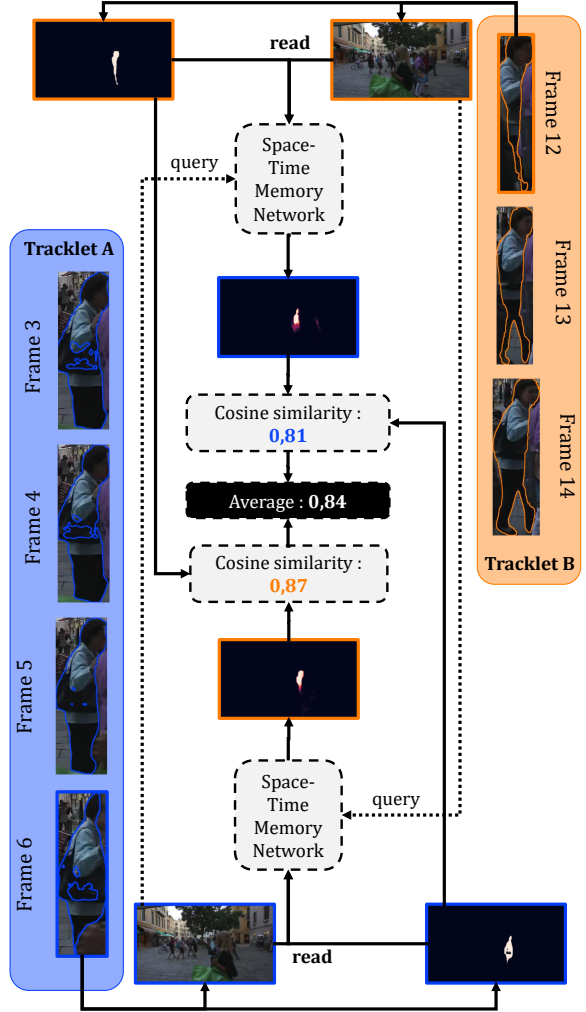 read
query
Space-
Time
Memory
Network
Tracklet A
Frame 3
Frame 4
Frame 5
Frame 6
Frame 12
Frame 13
Frame 14
Tracklet B
Cosine similarity :
0,81
Average : 0,84
Cosine similarity :
0,87
Space-
Time
Memory
Network
query
read